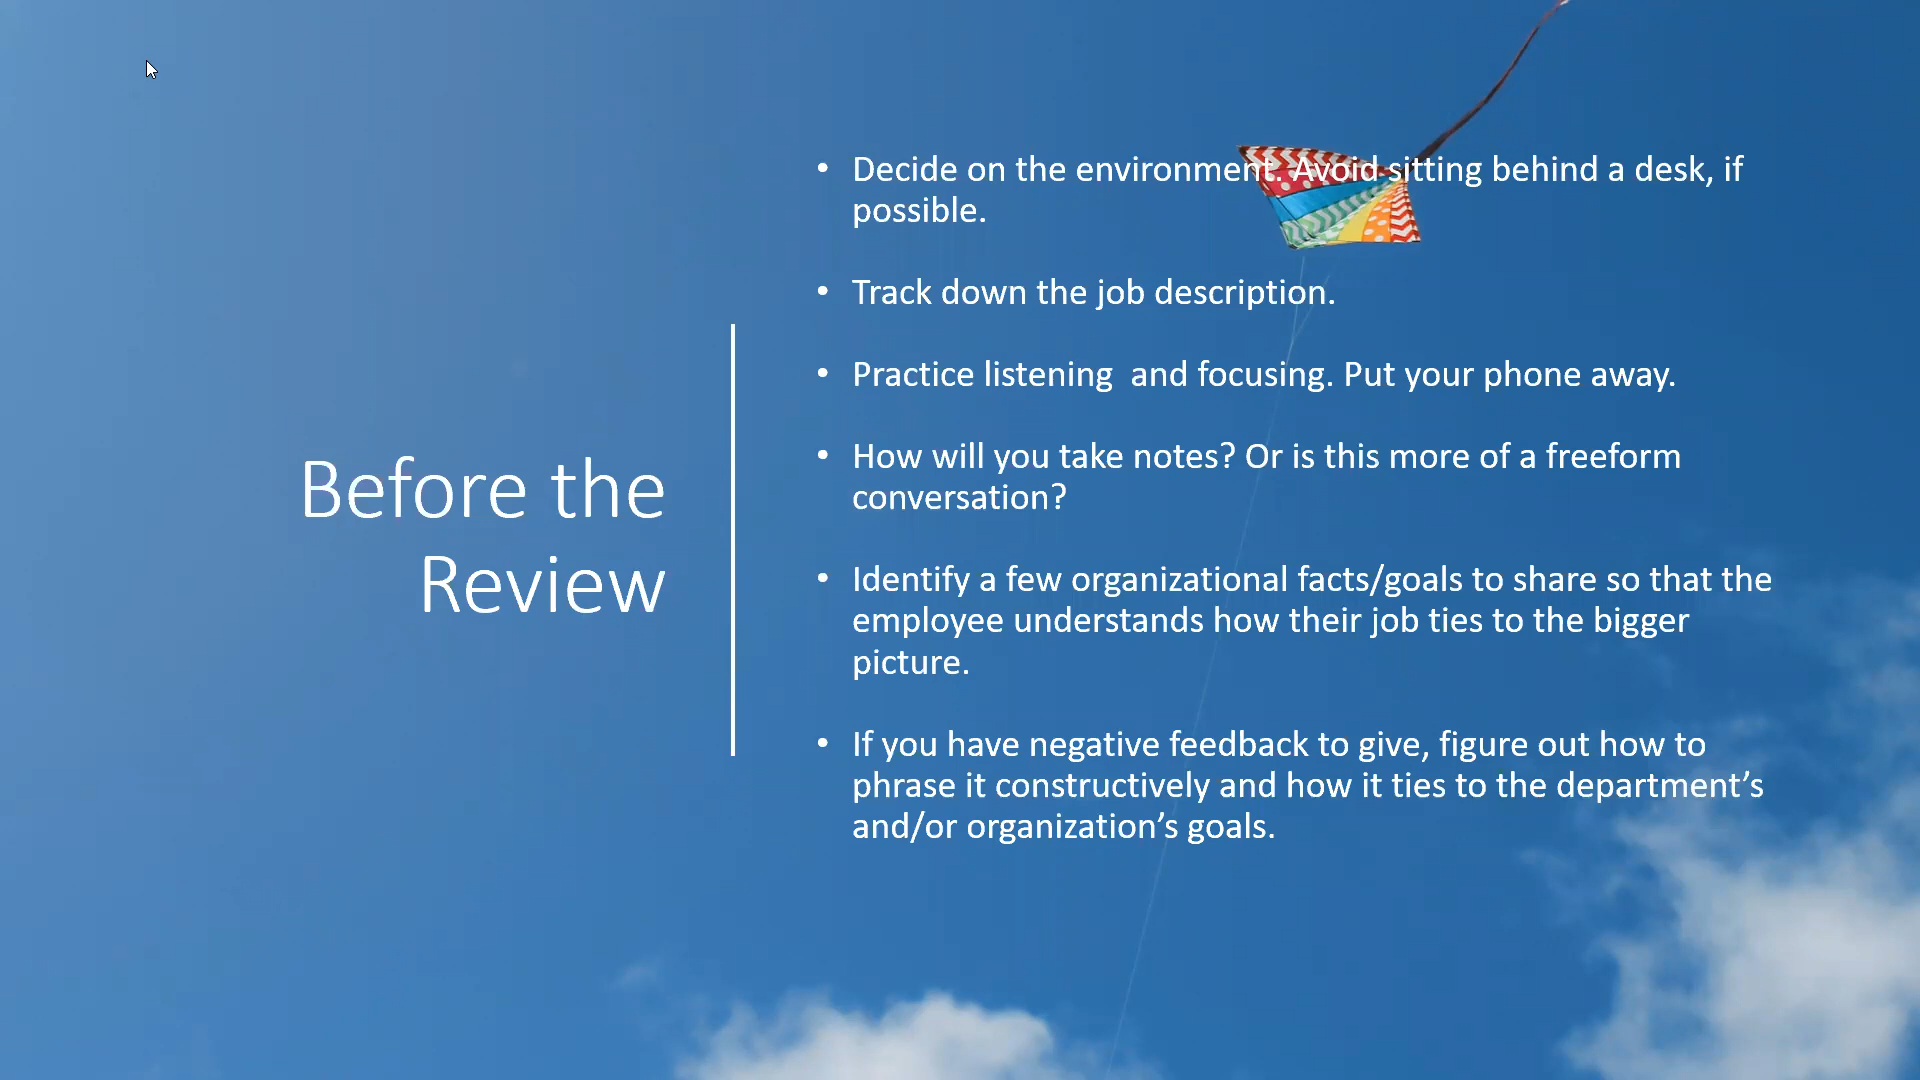 Before the
Review
• Decide on the environment. Avoid sitting behind a desk, if
possible.
• Track down the job description.
• Practice listening  and focusing. Put your phone away.
• How will you take notes? Or is this more of a freeform
conversation?
• Identify a few organizational facts/goals to share so that the
employee understands how their job ties to the bigger
picture.
• If you have negative feedback to give, figure out how to
phrase it constructively and how it ties to the department’s
and/or organization’s goals.